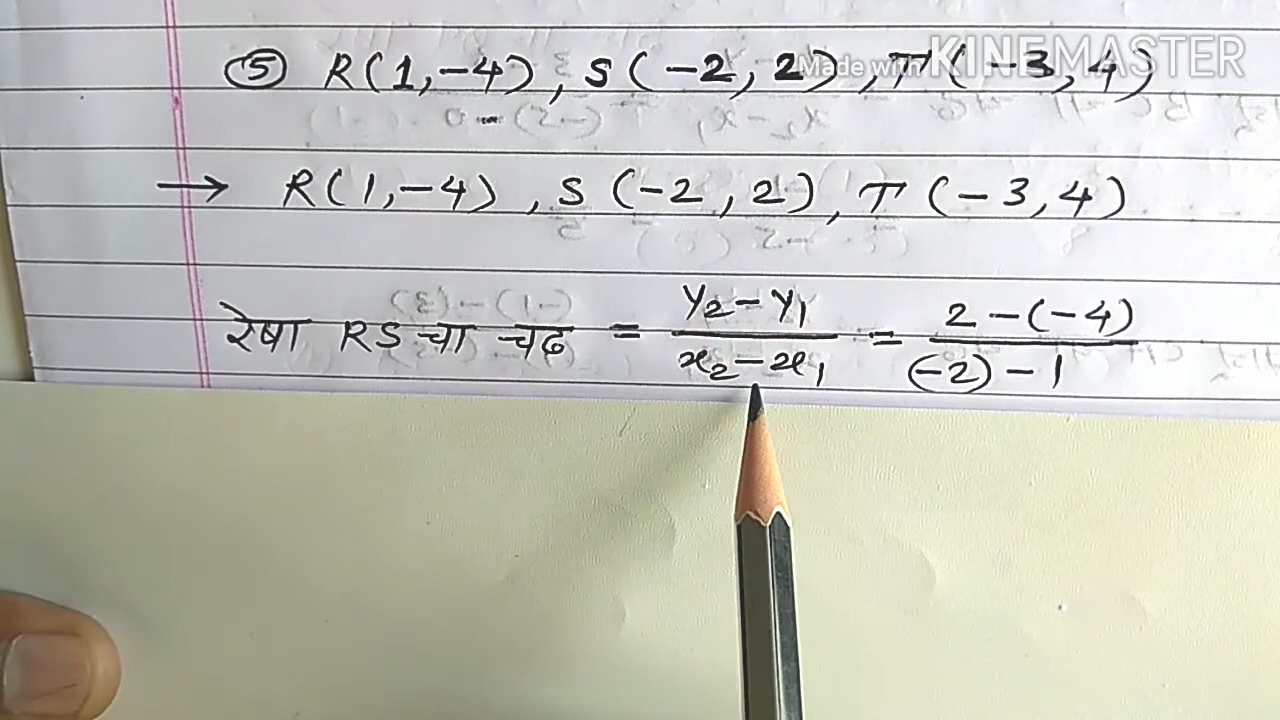 ⑤ R(1,-4), S(-2, 2), T(-3, 4)
Made with KINEMASTER
→ R(1,-4), S(-2, 2), T(-3, 4)
रेषा RS चा चढ = y₂ - y₁ / x₂ - x₁ = 2-(-4) / (-2)-1